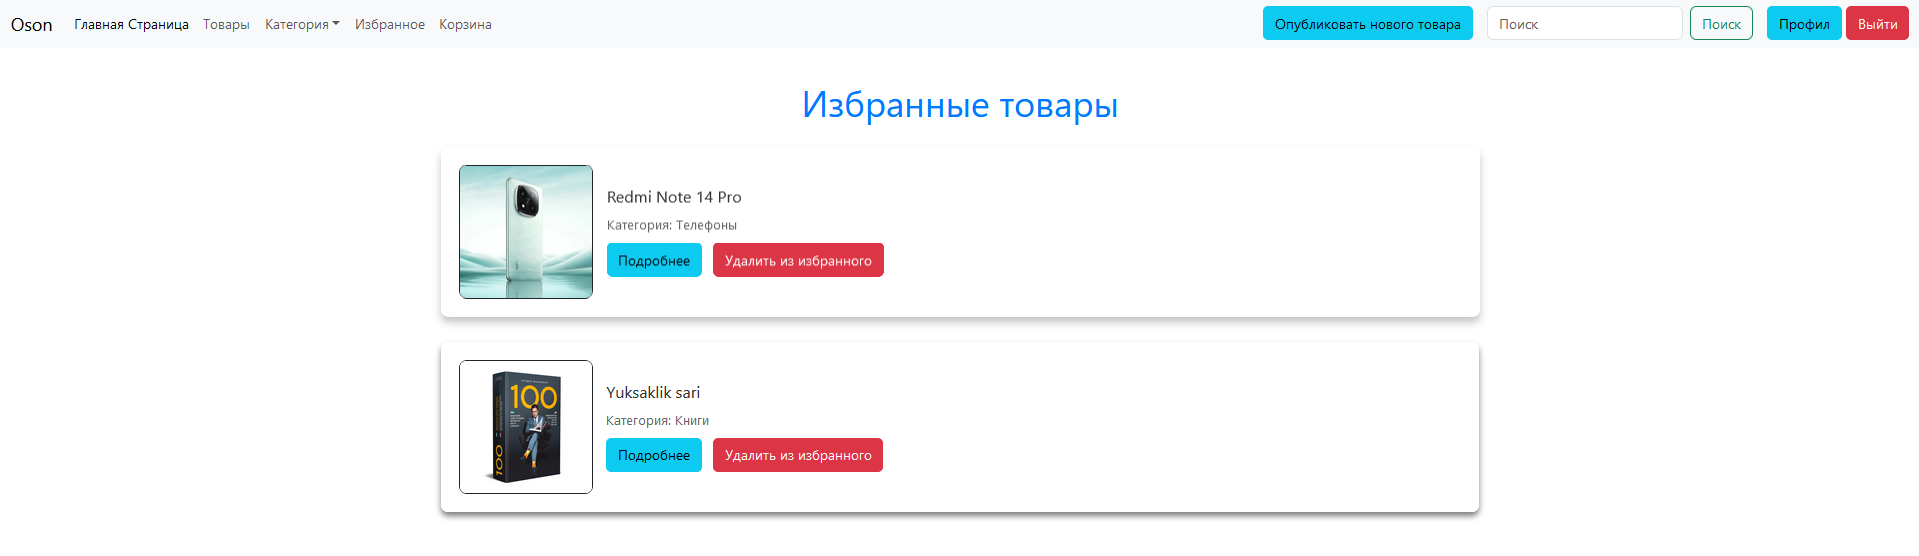 Oson Главная Страница Товары Категория Избранное Корзина Опубликовать нового товара Поиск Поиск Профил Выйти
Избранные товары
Redmi Note 14 Pro
Категория: Телефоны
Подробнее Удалить из избранного
100
100
Yuksaklik sari
Категория: Книги
Подробнее Удалить из избранного